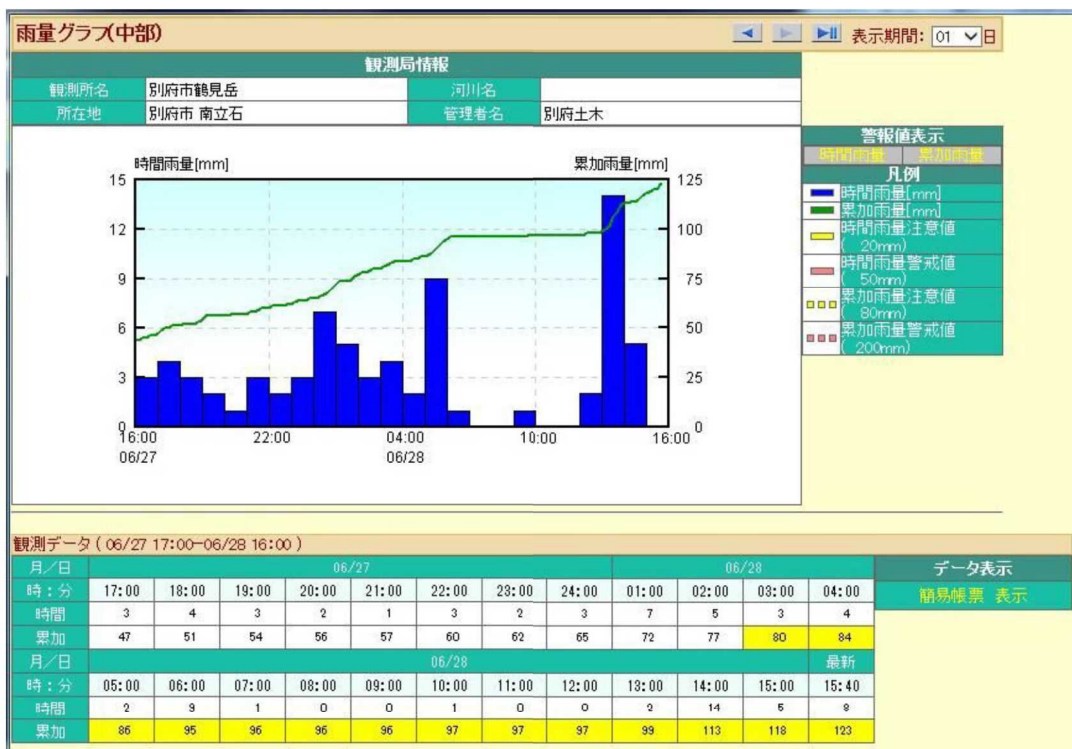 雨量グラフ(中部)
表示期間: 01 日
観測局情報
観測所名 別府市鶴見岳 河川名
所在地 別府市 南立石 管理者名 別府土木
警報値表示
時間雨量 累加雨量
凡例
時間雨量[mm]
累加雨量[mm]
時間雨量注意値
( 20mm)
時間雨量警戒値
( 50mm)
累加雨量注意値
( 80mm)
累加雨量警戒値
( 200mm)
時間雨量[mm] 累加雨量[mm]
15 125
12 100
9 75
6 50
3 25
0 0
16:00 22:00 04:00 10:00 16:00
06/27 06/28
観測データ ( 06/27 17:00-06/28 16:00 )
月/日 06/27 06/28
時:分 17:00 18:00 19:00 20:00 21:00 22:00 23:00 24:00 01:00 02:00 03:00 04:00
時間 3 4 3 2 1 3 2 3 7 5 3 4
累加 47 51 54 56 57 60 62 65 72 77 80 84
月/日 06/28 最新
時:分 05:00 06:00 07:00 08:00 09:00 10:00 11:00 12:00 13:00 14:00 15:00 15:40
時間 2 9 1 0 0 1 0 0 2 14 5 8
累加 86 95 96 96 96 97 97 97 99 113 118 123
データ表示
簡易帳票 表示